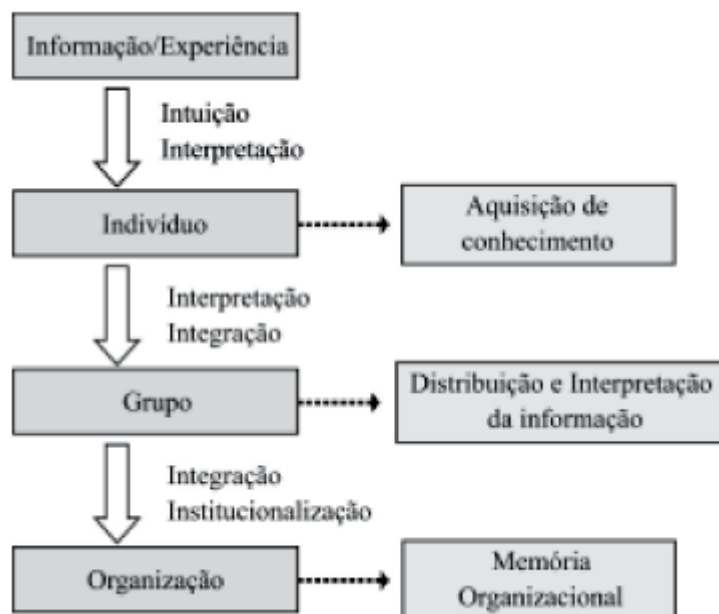 Informação/Experiência
Intuição
Interpretação
Indivíduo
Aquisição de
conhecimento
Interpretação
Integração
Grupo
Distribuição e Interpretação
da informação
Integração
Institucionalização
Organização
Memória
Organizacional